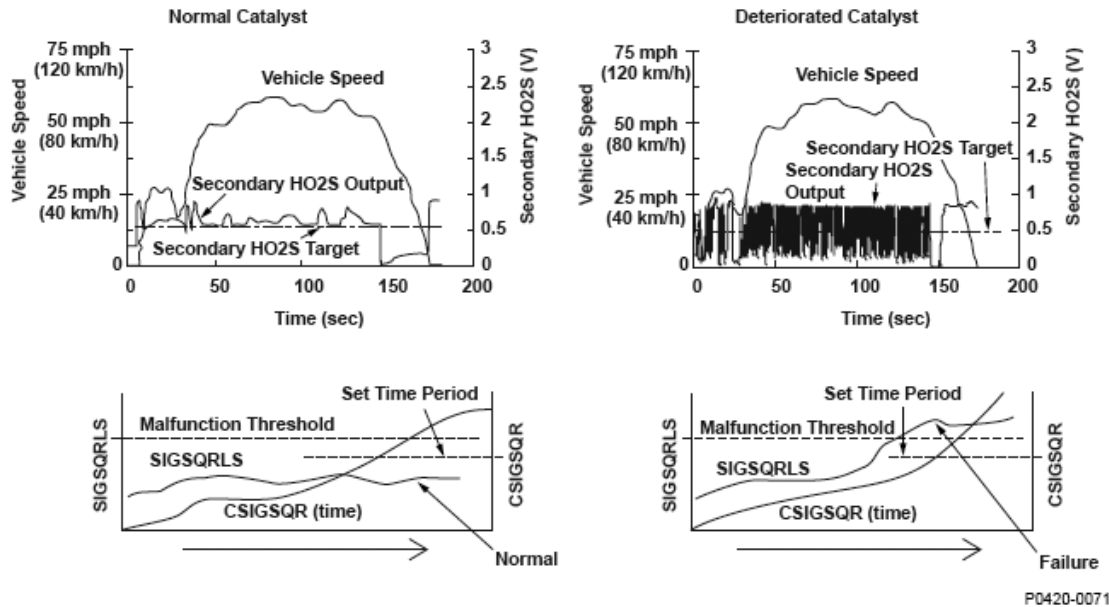 Normal Catalyst
75 mph
(120 km/h)
50 mph
(80 km/h)
25 mph
(40 km/h)
0
Vehicle Speed
Vehicle Speed
Secondary HO2S Output
Secondary HO2S Target
3
2.5
2
1.5
1
0.5
0
Secondary HO2S (V)
0 50 100 150 200
Time (sec)
Deteriorated Catalyst
75 mph
(120 km/h)
50 mph
(80 km/h)
25 mph
(40 km/h)
0
Vehicle Speed
Vehicle Speed
Secondary HO2S Target
Secondary HO2S
Output
3
2.5
2
1.5
1
0.5
0
Secondary HO2S (V)
0 50 100 150 200
Time (sec)
Set Time Period
Malfunction Threshold
SIGSQRLS
SIGSQRLS
CSIGSQR (time)
CSIGSQR
Normal
Set Time Period
Malfunction Threshold
SIGSQRLS
SIGSQRLS
CSIGSQR (time)
CSIGSQR
Failure
P0420-0071